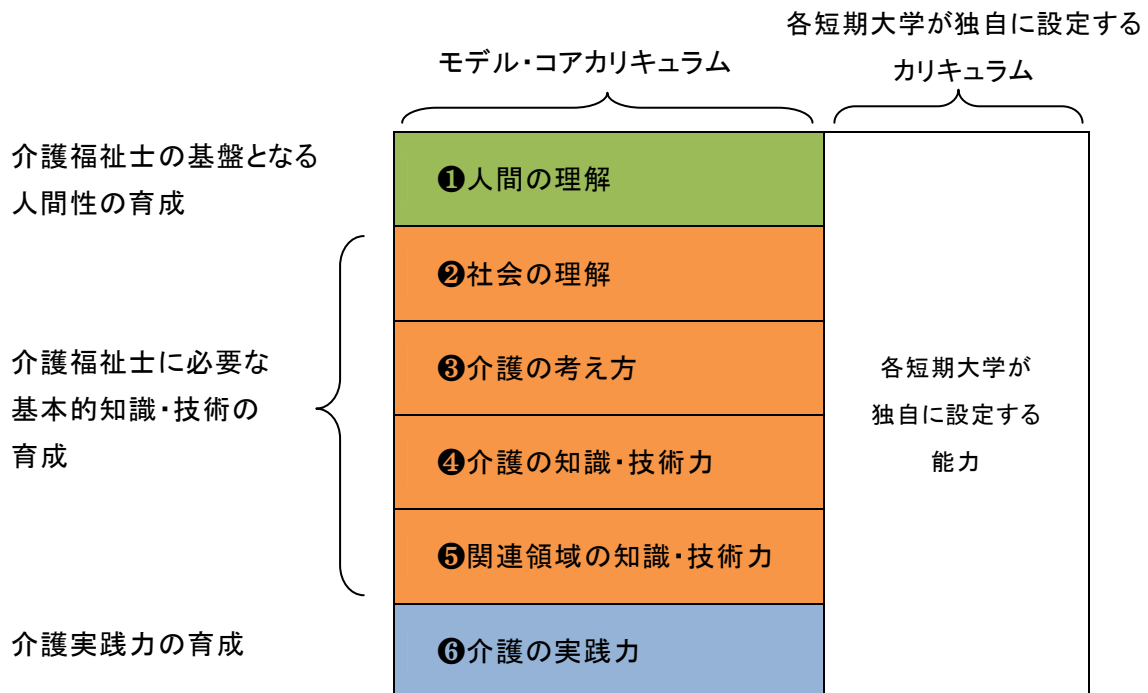 各短期大学が独自に設定する
カリキュラム
モデル・コアカリキュラム
介護福祉士の基盤となる
人間性の育成
❶人間の理解
❷社会の理解
介護福祉士に必要な
基本的知識・技術の
育成
❸介護の考え方
❹介護の知識・技術力
❺関連領域の知識・技術力
各短期大学が
独自に設定する
能力
介護実践力の育成
❻介護の実践力